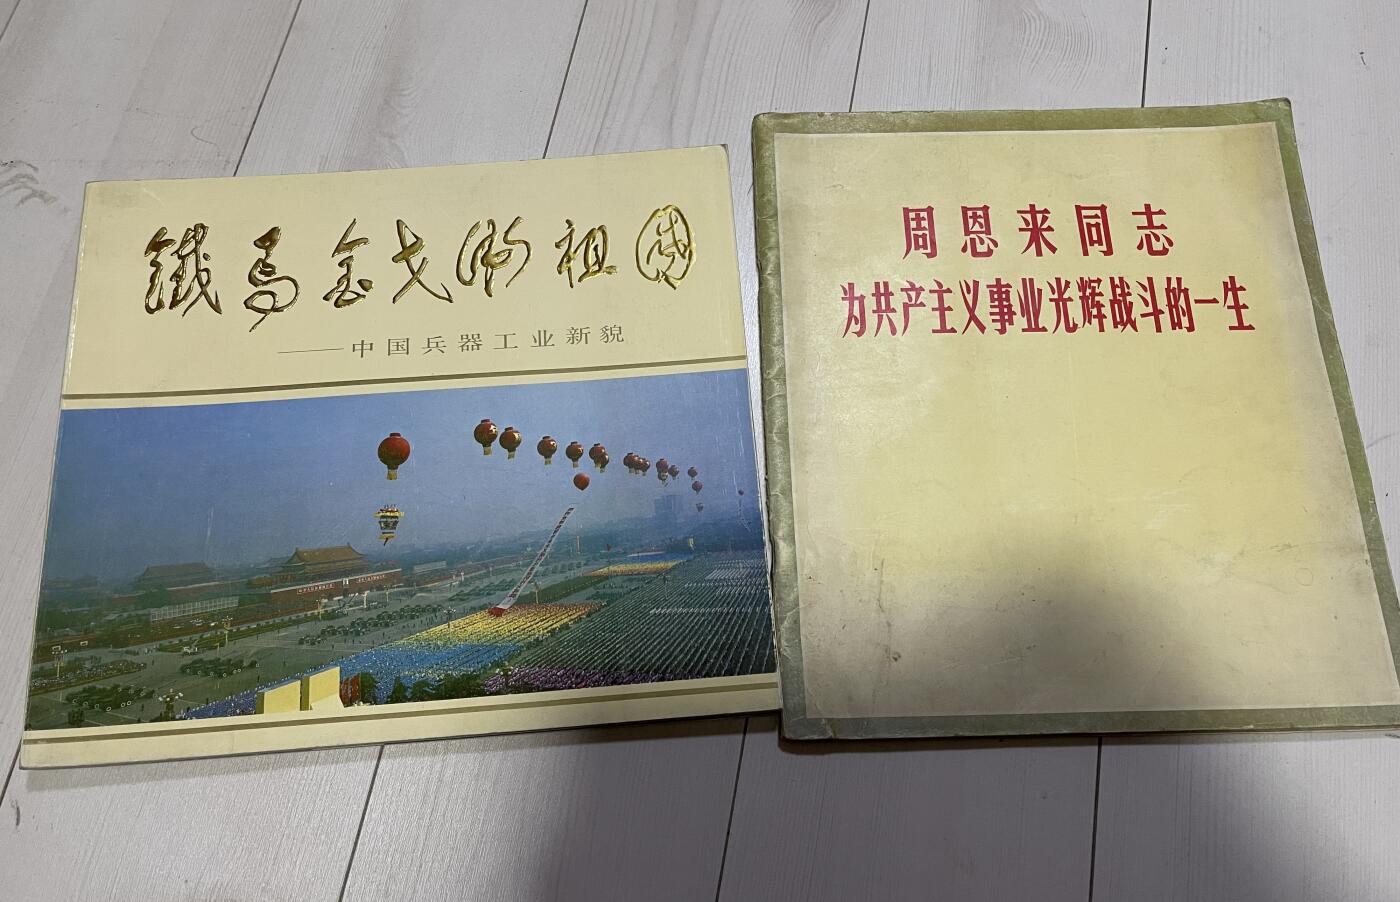 鐵馬金戈衛祖國
——中国兵器工业新貌
周恩来同志
为共产主义事业光辉战斗的一生